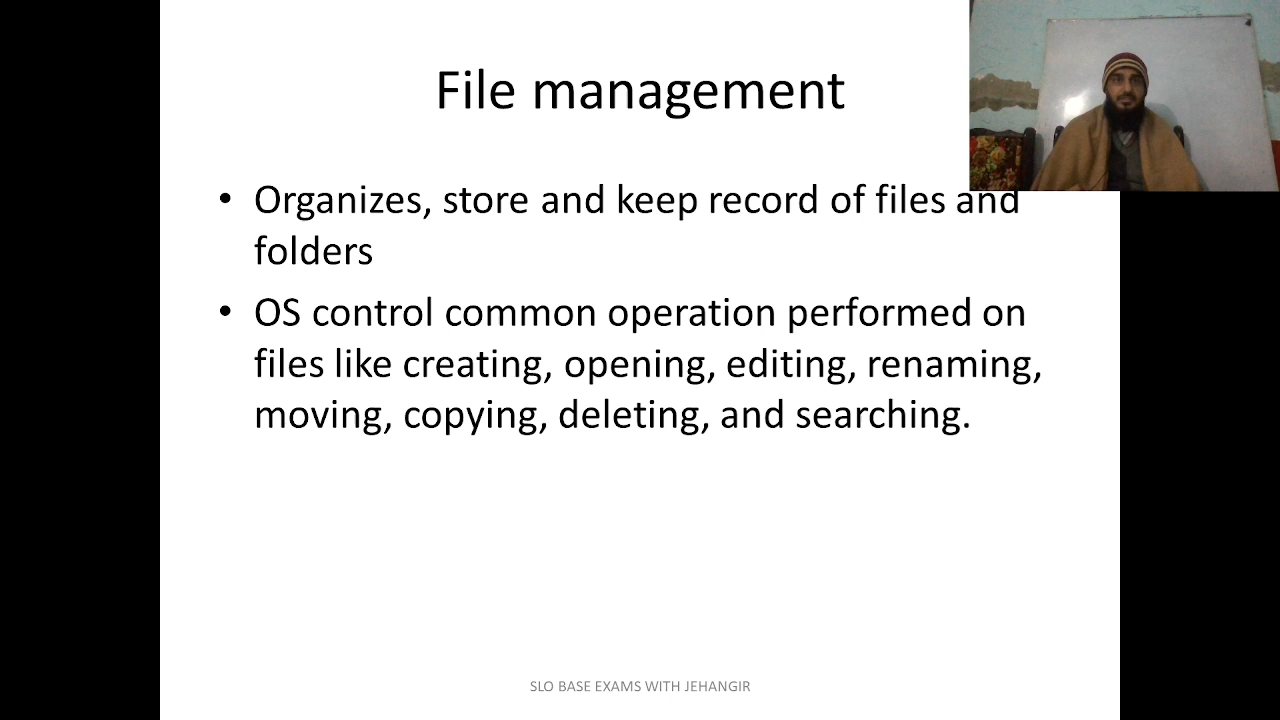 File management
• Organizes, store and keep record of files and
folders
• OS control common operation performed on
files like creating, opening, editing, renaming,
moving, copying, deleting, and searching.
SLO BASE EXAMS WITH JEHANGIR